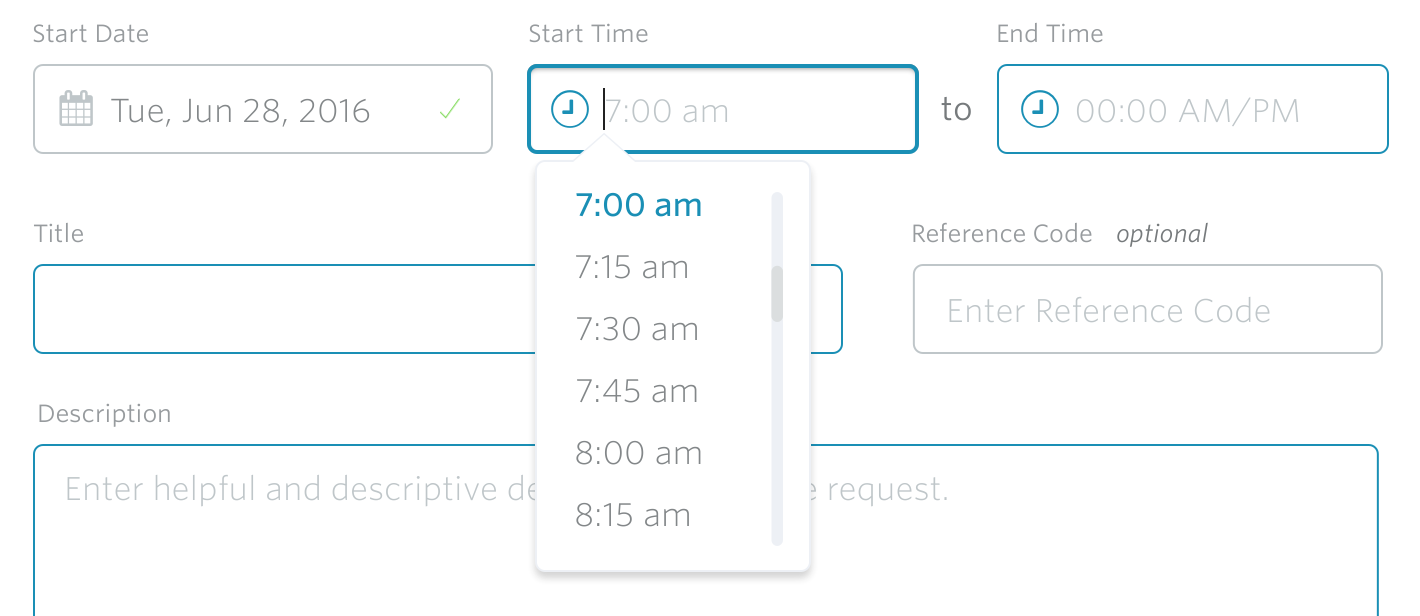 Start Date
Start Time
End Time
Tue, Jun 28, 2016
7:00 am
to
00:00 AM/PM
7:00 am
7:15 am
7:30 am
7:45 am
8:00 am
8:15 am
Title
Reference Code optional
Enter Reference Code
Description
Enter helpful and descriptive request.